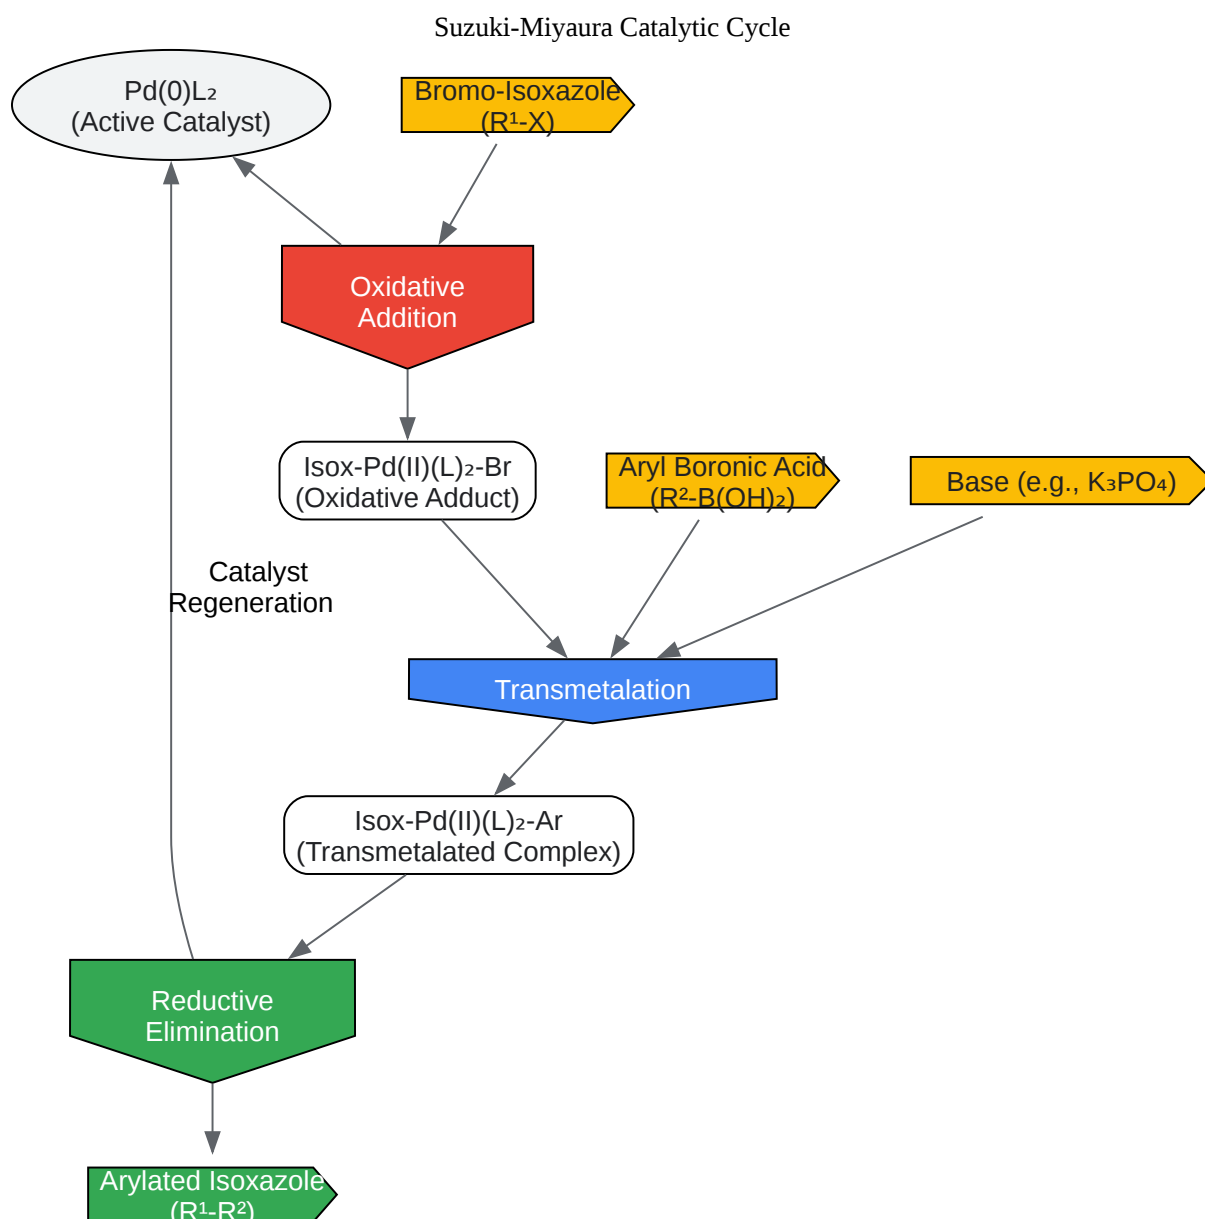 Suzuki-Miyaura Catalytic Cycle
Pd(0)L₂
(Active Catalyst)
Bromo-Isoxazole
(R¹-X)
Oxidative
Addition
Isox-Pd(II)(L)₂-Br
(Oxidative Adduct)
Aryl Boronic Acid
(R²-B(OH)₂)
Base (e.g., K₃PO₄)
Catalyst
Regeneration
Transmetalation
Isox-Pd(II)(L)₂-Ar
(Transmetalated Complex)
Reductive
Elimination
Arylated Isoxazole
(R¹-R²)